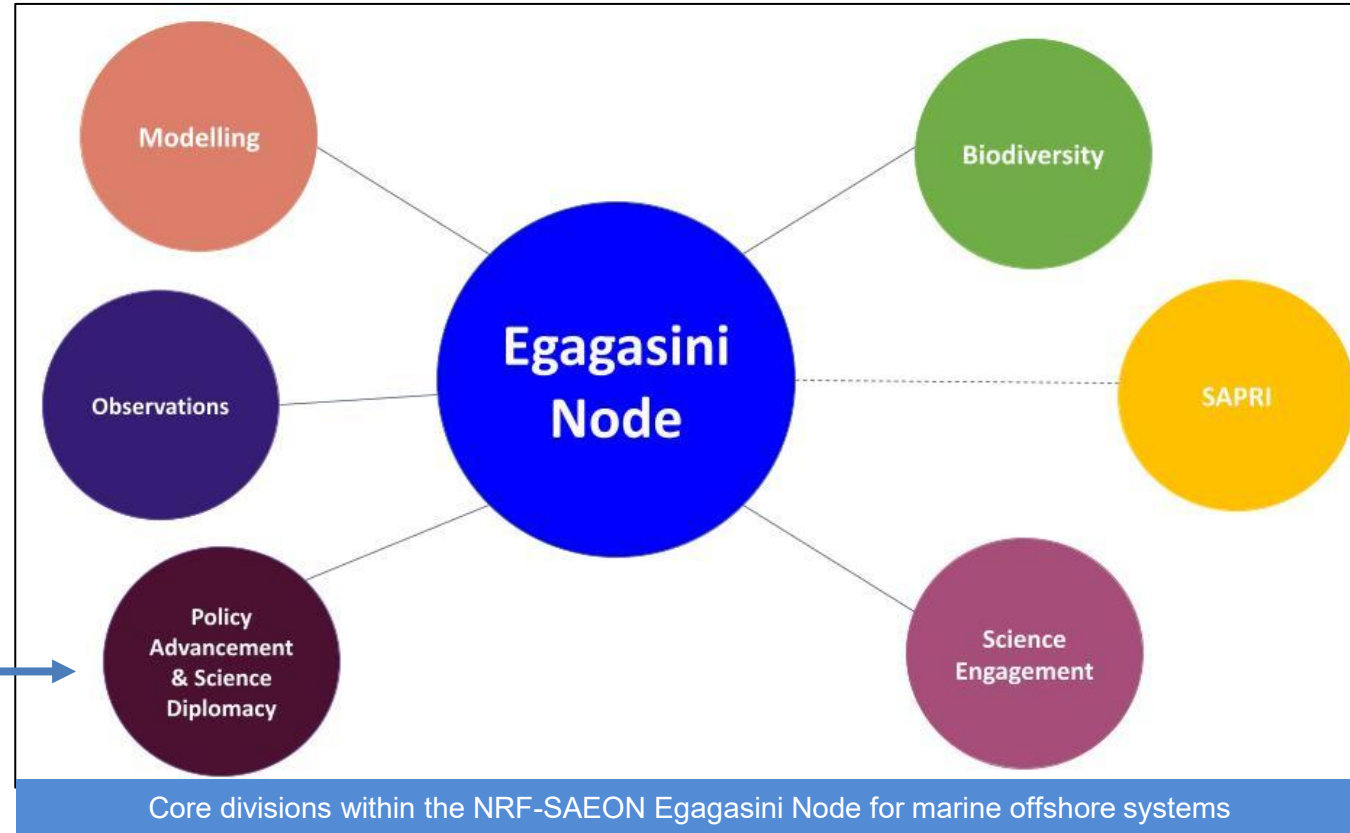 Modelling
Biodiversity
Egagasini
Node
Observations
SAPRI
Policy
Advancement
& Science
Diplomacy
Science
Engagement
Core divisions within the NRF-SAEON Egagasini Node for marine offshore systems